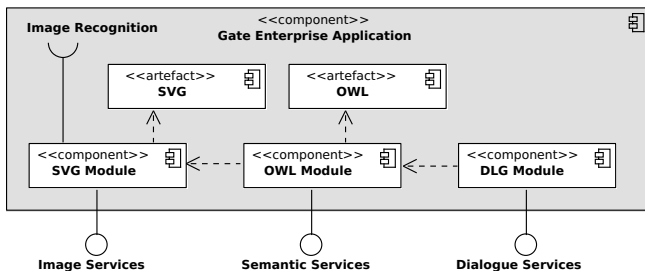 <<component>>
Image Recognition
Gate Enterprise Application
<<artefact>>
SVG
<<artefact>>
OWL
<<component>>
SVG Module
<<component>>
OWL Module
<<component>>
DLG Module
Image Services
Semantic Services
Dialogue Services